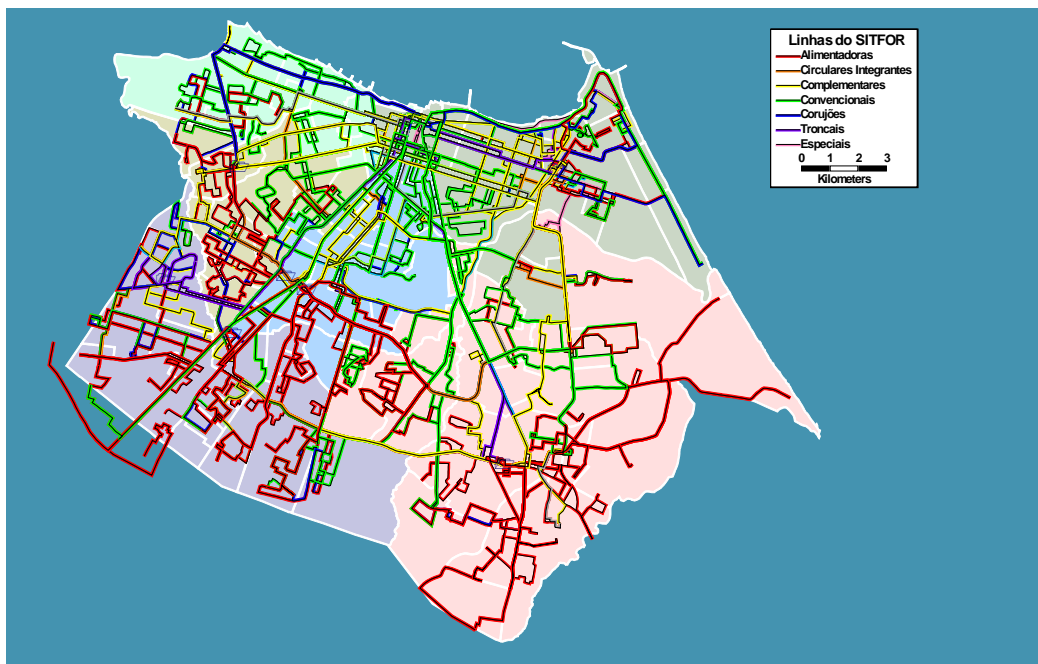 Linhas do SITFOR
Alimentadoras
Circulares Integrantes
Complementares
Convencionais
Corujões
Troncais
Especiais
0 1 2 3
Kilometers